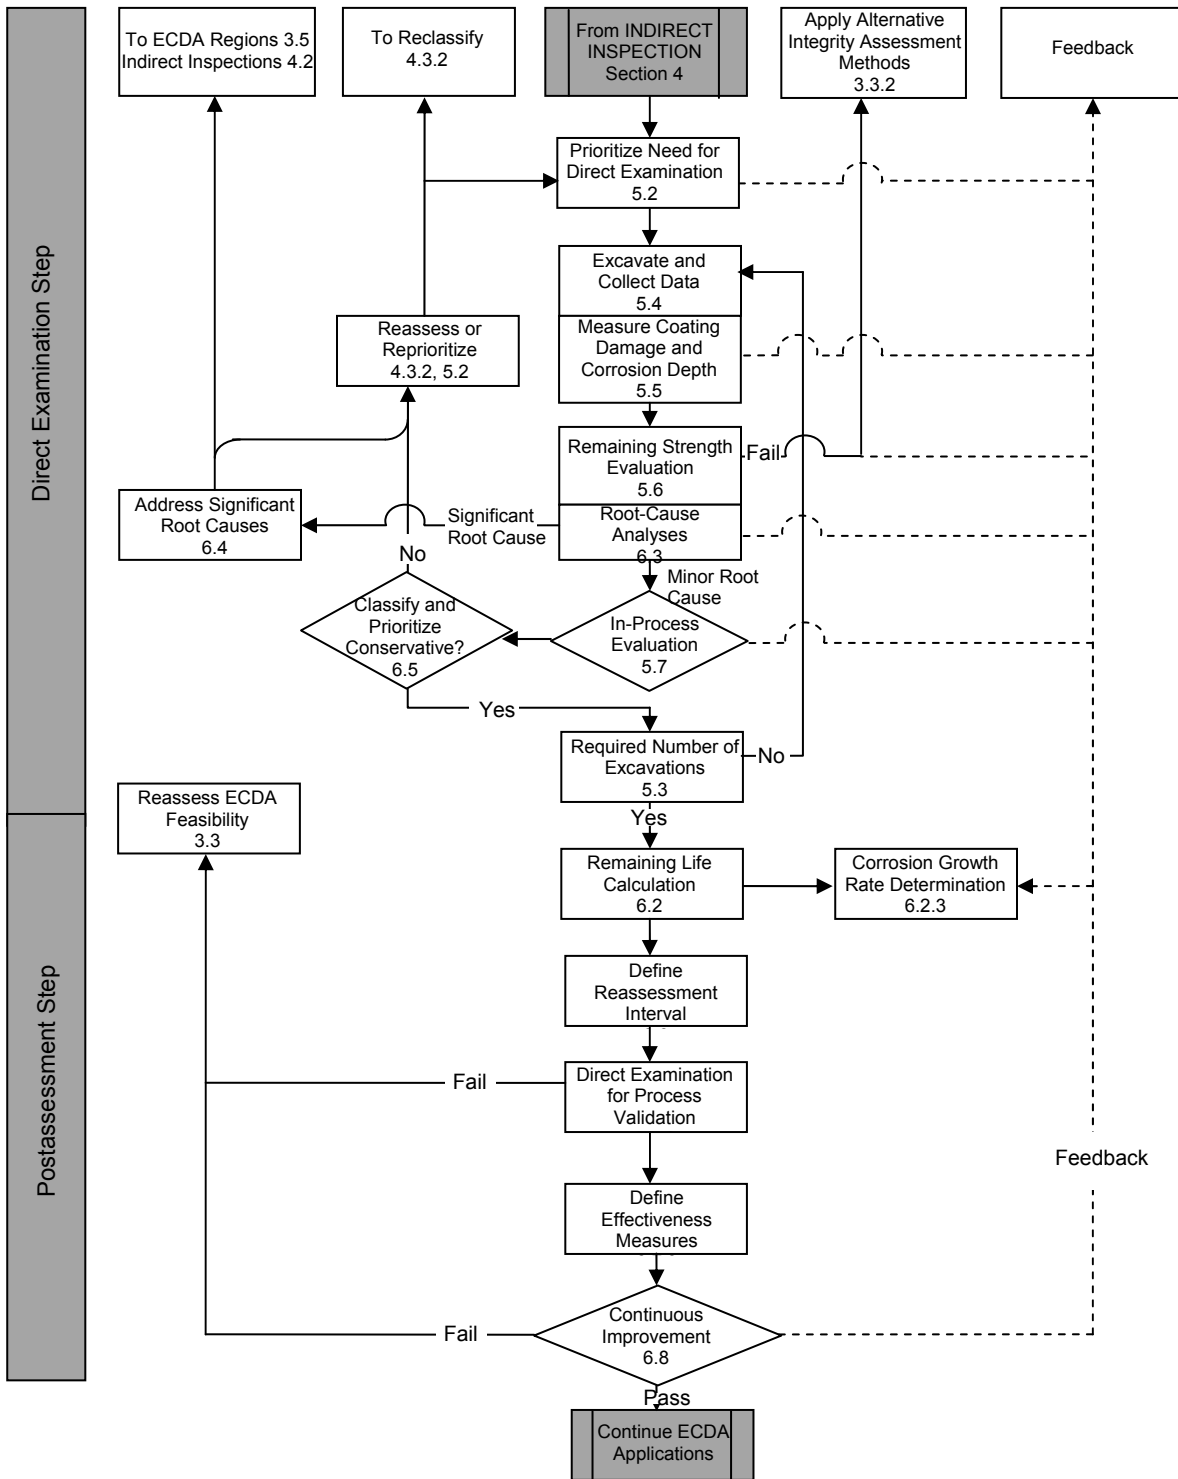 To ECDA Regions 3.5
Indirect Inspections 4.2
To Reclassify
4.3.2
From INDIRECT
INSPECTION
Section 4
Apply Alternative
Integrity Assessment
Methods
3.3.2
Feedback
Prioritize Need for
Direct Examination
5.2
Direct Examination Step
Excavate and
Collect Data
5.4
Reassess or
Reprioritize
4.3.2, 5.2
Measure Coating
Damage and
Corrosion Depth
5.5
Remaining Strength
Evaluation
5.6
Fail
Address Significant
Root Causes
6.4
Significant
Root Cause
Root-Cause
Analyses
6.3
No
Minor Root
Cause
Classify and
Prioritize
Conservative?
6.5
In-Process
Evaluation
5.7
Yes
Required Number of
Excavations
5.3
No
Yes
Reassess ECDA
Feasibility
3.3
Remaining Life
Calculation
6.2
Corrosion Growth
Rate Determination
6.2.3
Postassessment Step
Define
Reassessment
Interval
Fail
Direct Examination
for Process
Validation
Feedback
Define
Effectiveness
Measures
Fail
Continuous
Improvement
6.8
Pass
Continue ECDA
Applications